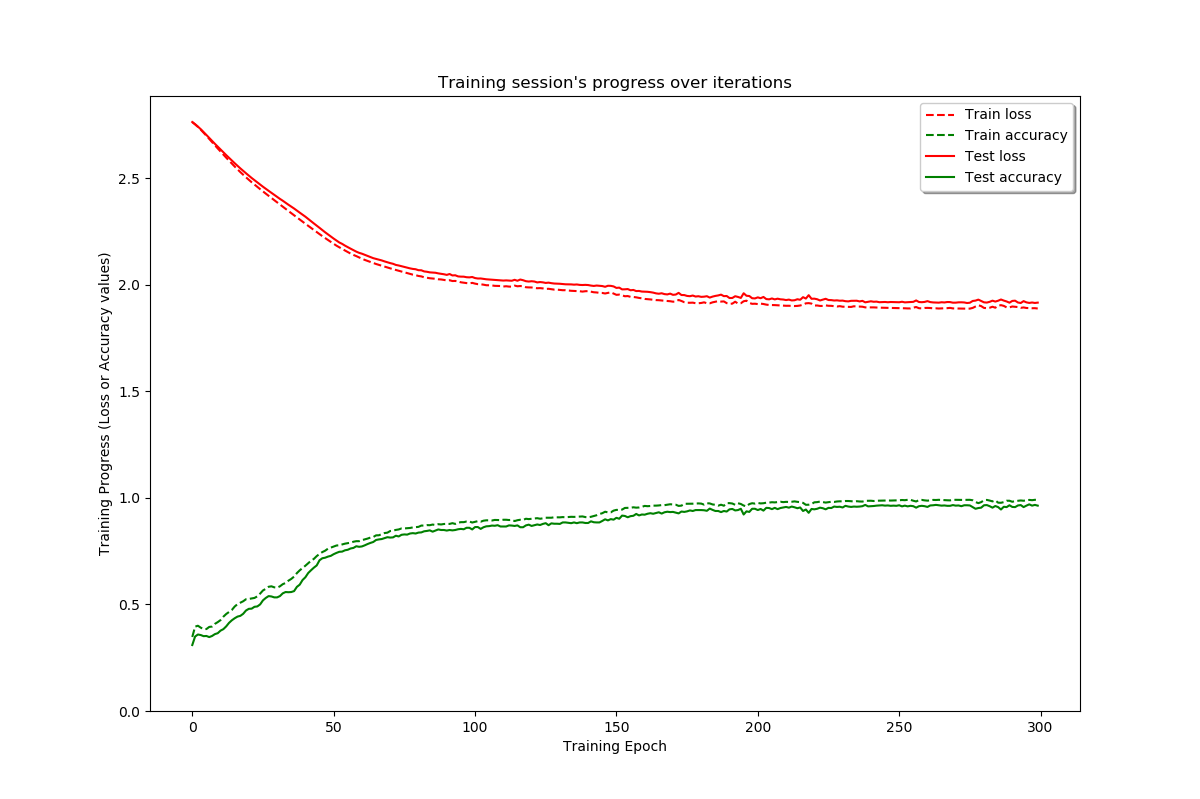 Training session's progress over iterations
Train loss
Train accuracy
Test loss
Test accuracy
Training Progress (Loss or Accuracy values)
2.5
2.0
1.5
1.0
0.5
0.0
0 50 100 150 200 250 300
Training Epoch